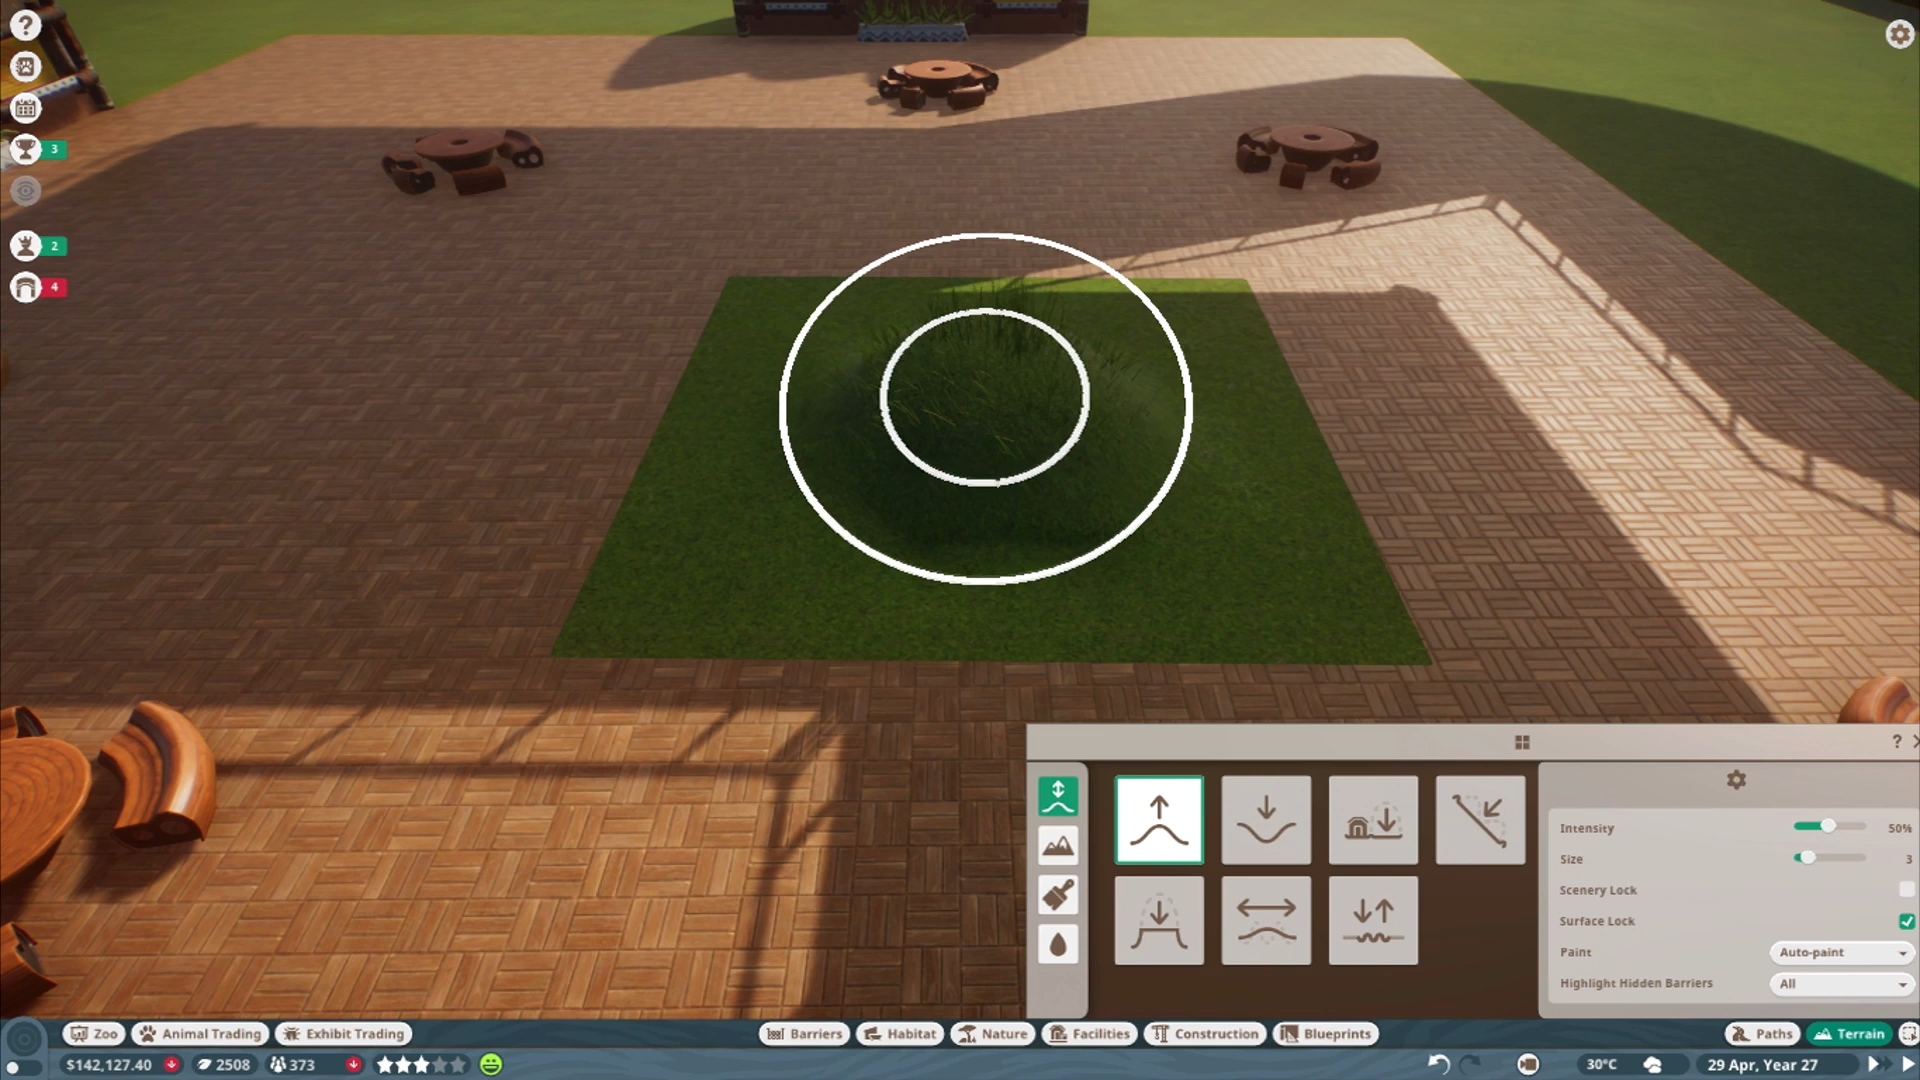 ?
3
2
4
?
Intensity 50%
Size 3
Scenery Lock
Surface Lock
Paint Auto-paint
Highlight Hidden Barriers All
Zoo Animal Trading Exhibit Trading Barriers Habitat Nature Facilities Construction Blueprints Paths Terrain
$142,127.40 2508 373 30°C 29 Apr, Year 27